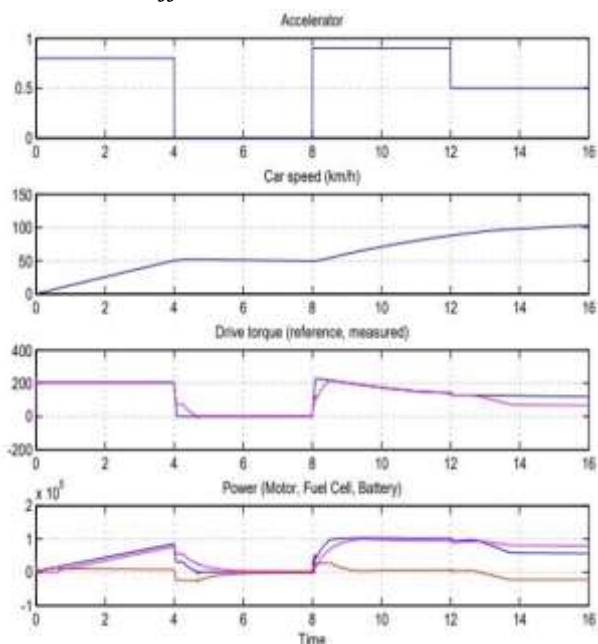 Accelerator
1
0.5
0
0 2 4 6 8 10 12 14 16
Car speed (km/h)
150
100
50
0
0 2 4 6 8 10 12 14 16
Drive torque (reference, measured)
400
200
0
-200
0 2 4 6 8 10 12 14 16
x 10
Power (Motor, Fuel Cell, Battery)
2
1
0
-1
0 2 4 6 8 10 12 14 16
Time